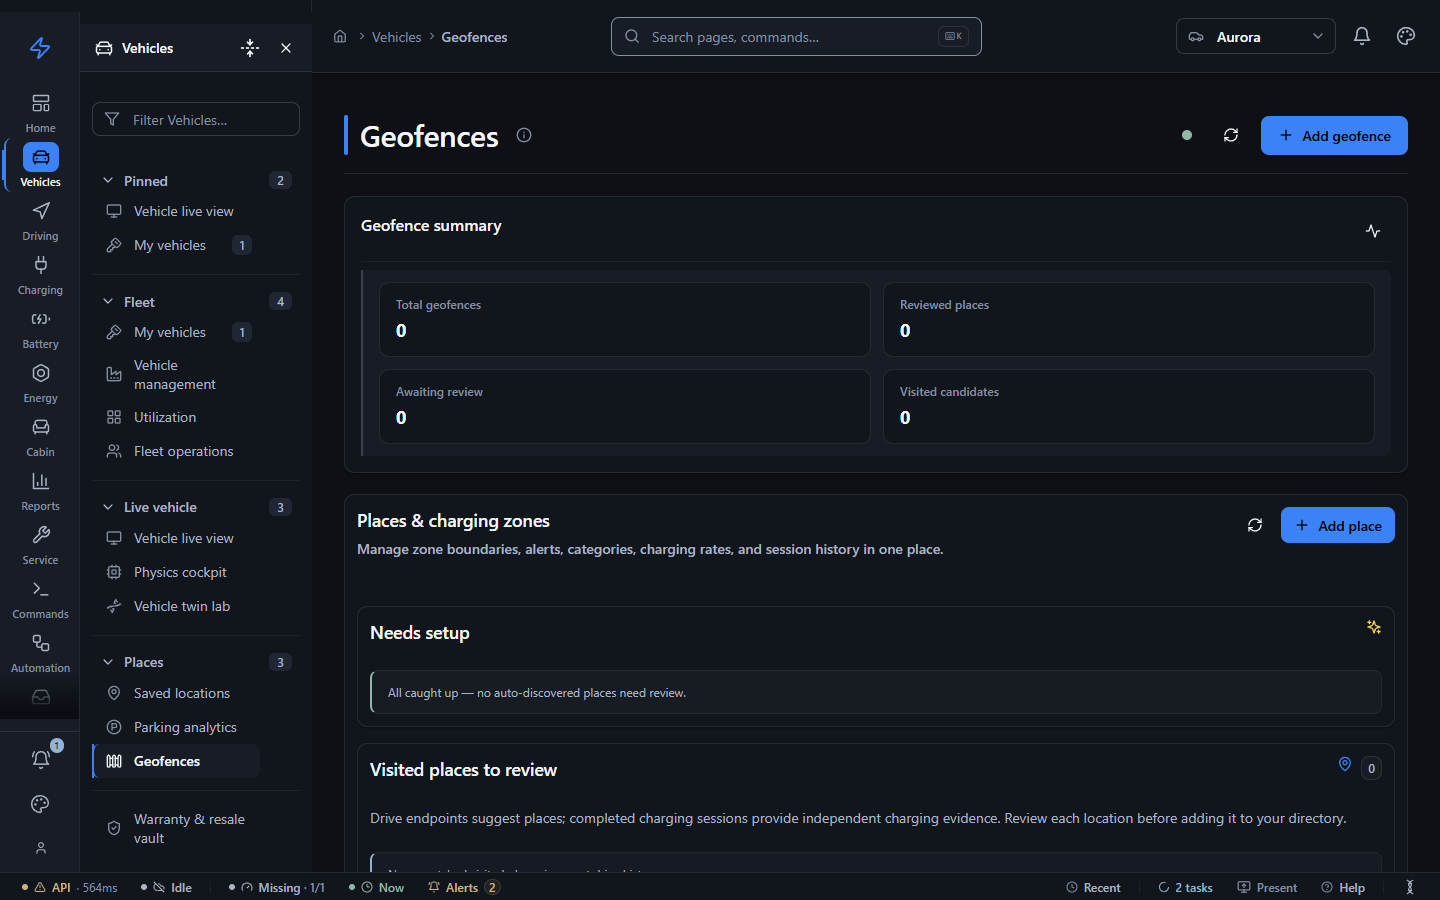 Home
Vehicles
Driving
Charging
Battery
Energy
Cabin
Reports
Service
Commands
Automation
1
Vehicles
Filter Vehicles...
Pinned 2
Vehicle live view
My vehicles 1
Fleet 4
My vehicles 1
Vehicle
management
Utilization
Fleet operations
Live vehicle 3
Vehicle live view
Physics cockpit
Vehicle twin lab
Places 3
Saved locations
Parking analytics
Geofences
Warranty & resale
vault
Vehicles Geofences
Search pages, commands... K
Aurora
Geofences
Add geofence
Geofence summary
Total geofences
0
Reviewed places
0
Awaiting review
0
Visited candidates
0
Places & charging zones
Add place
Manage zone boundaries, alerts, categories, charging rates, and session history in one place.
Needs setup
All caught up — no auto-discovered places need review.
Visited places to review
0
Drive endpoints suggest places; completed charging sessions provide independent charging evidence. Review each location before adding it to your directory.
API · 564ms
Idle
Missing · 1/1
Now
Alerts 2
Recent
2 tasks
Present
Help